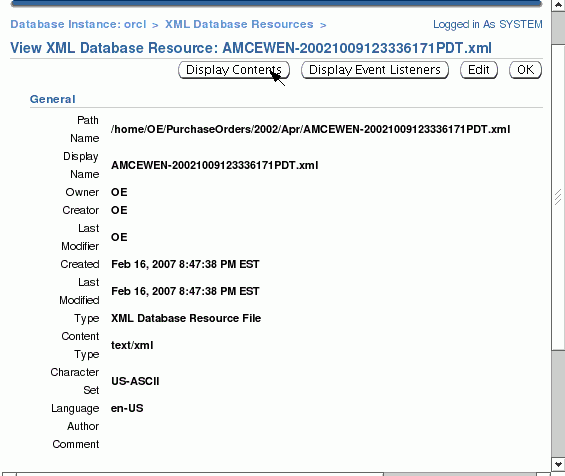 Database Instance: orcl > XML Database Resources > Logged in As SYSTEM
View XML Database Resource: AMCEWEN-20021009123336171PDT.xml
Display Contents Display Event Listeners Edit OK
General
Path
Name /home/OE/PurchaseOrders/2002/Apr/AMCEWEN-20021009123336171PDT.xml
Display
Name AMCEWEN-20021009123336171PDT.xml
Owner OE
Creator OE
Last
Modifier OE
Created Feb 16, 2007 8:47:38 PM EST
Last
Modified Feb 16, 2007 8:47:38 PM EST
Type XML Database Resource File
Content
Type text/xml
Character
Set US-ASCII
Language en-US
Author
Comment